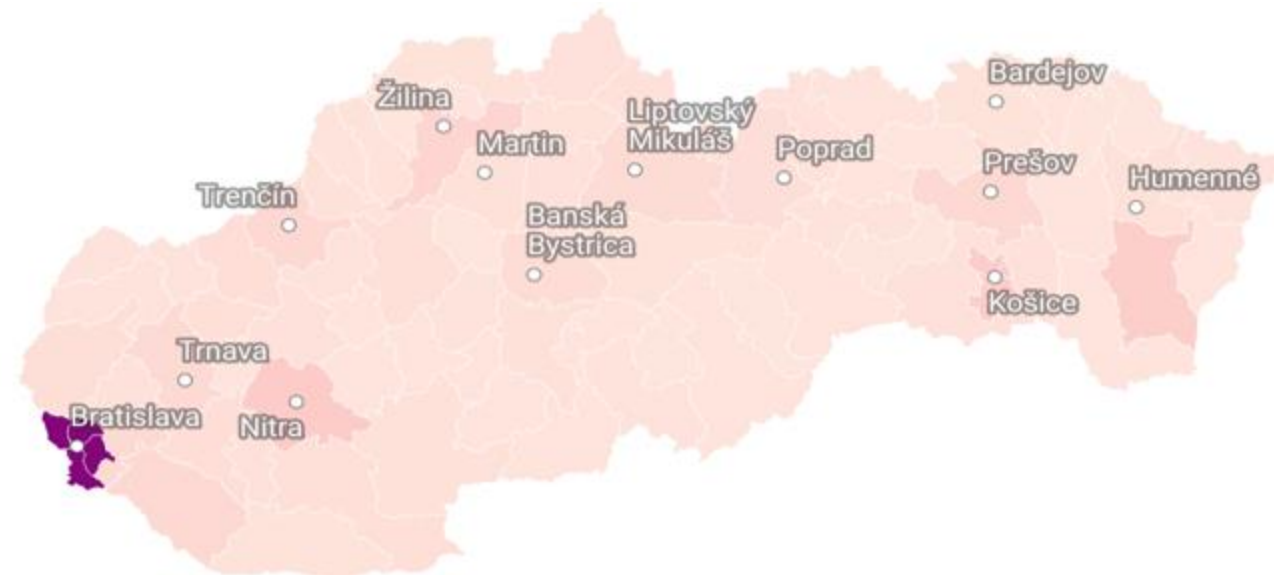 Bardejov
Žilina
Liptovský
Mikuláš
Martin
Poprad
Prešov
Humenné
Trenčín
Banská
Bystrica
Košice
Trnava
Bratislava
Nitra